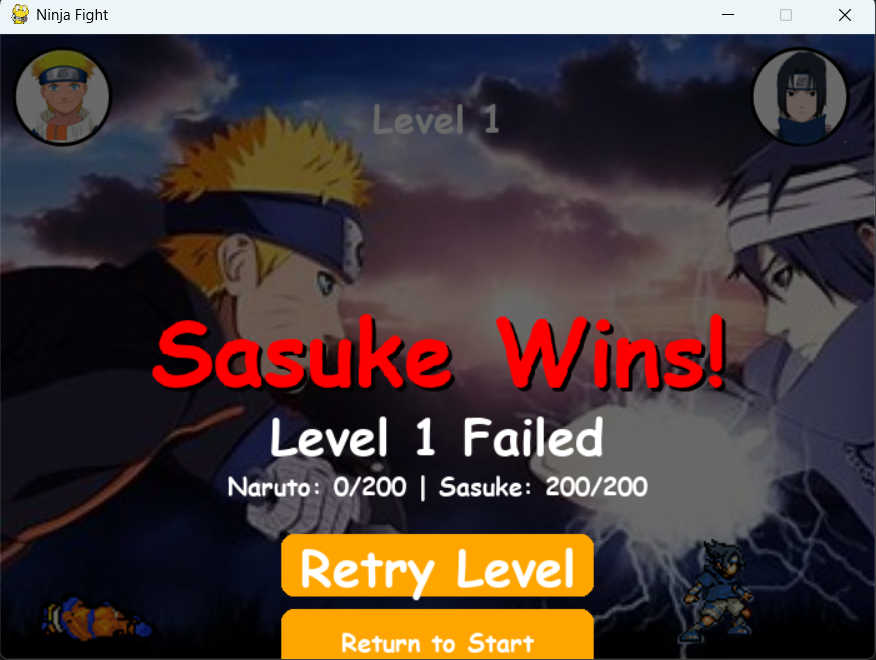 Ninja Fight
Level 1
Sasuke Wins!
Level 1 Failed
Naruto: 0/200 | Sasuke: 200/200
Retry Level
Return to Start